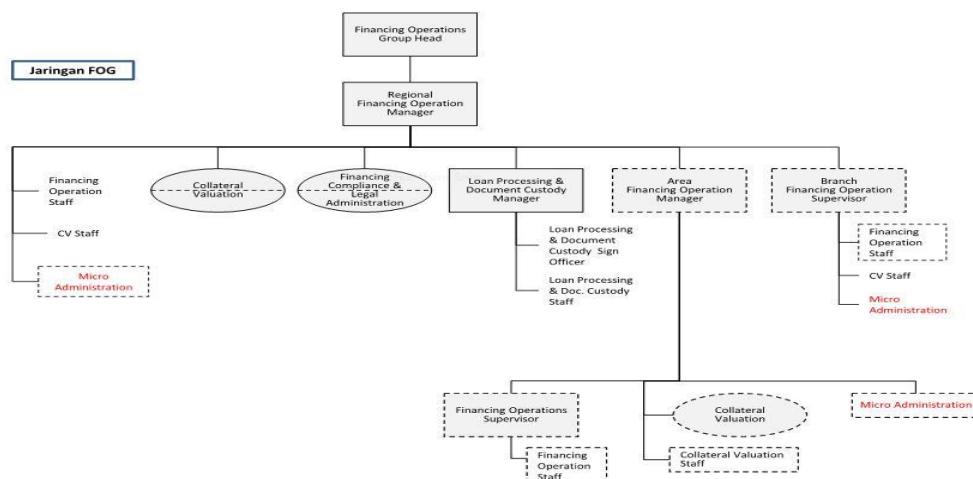 Financing Operations
Group Head
Jaringan FOG
Regional
Financing Operation
Manager
Financing
Operation
Staff
CV Staff
Micro
Administration
Collateral
Valuation
Financing
Compliance &
Legal
Administration
Loan Processing &
Document Custody
Manager
Loan Processing
& Document
Custody Sign
Officer
Loan Processing
& Doc. Custody
Staff
Area
Financing Operation
Manager
Branch
Financing Operation
Supervisor
Financing
Operation
Staff
CV Staff
Micro
Administration
Financing Operations
Supervisor
Financing
Operation
Staff
Collateral
Valuation
Collateral Valuation
Staff
Micro Administration